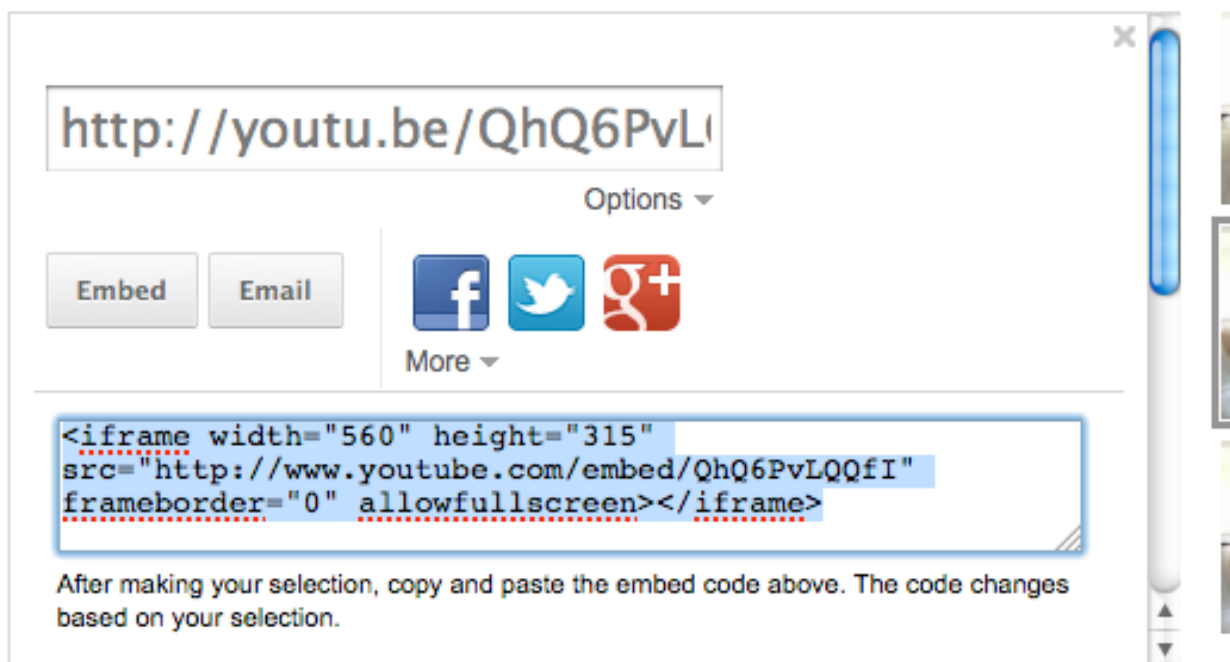 http://youtu.be/QhQ6PvL
Options
Embed Email
More
<iframe width="560" height="315"
src="http://www.youtube.com/embed/QhQ6PvLQQfI"
frameborder="0" allowfullscreen></iframe>
After making your selection, copy and paste the embed code above. The code changes
based on your selection.